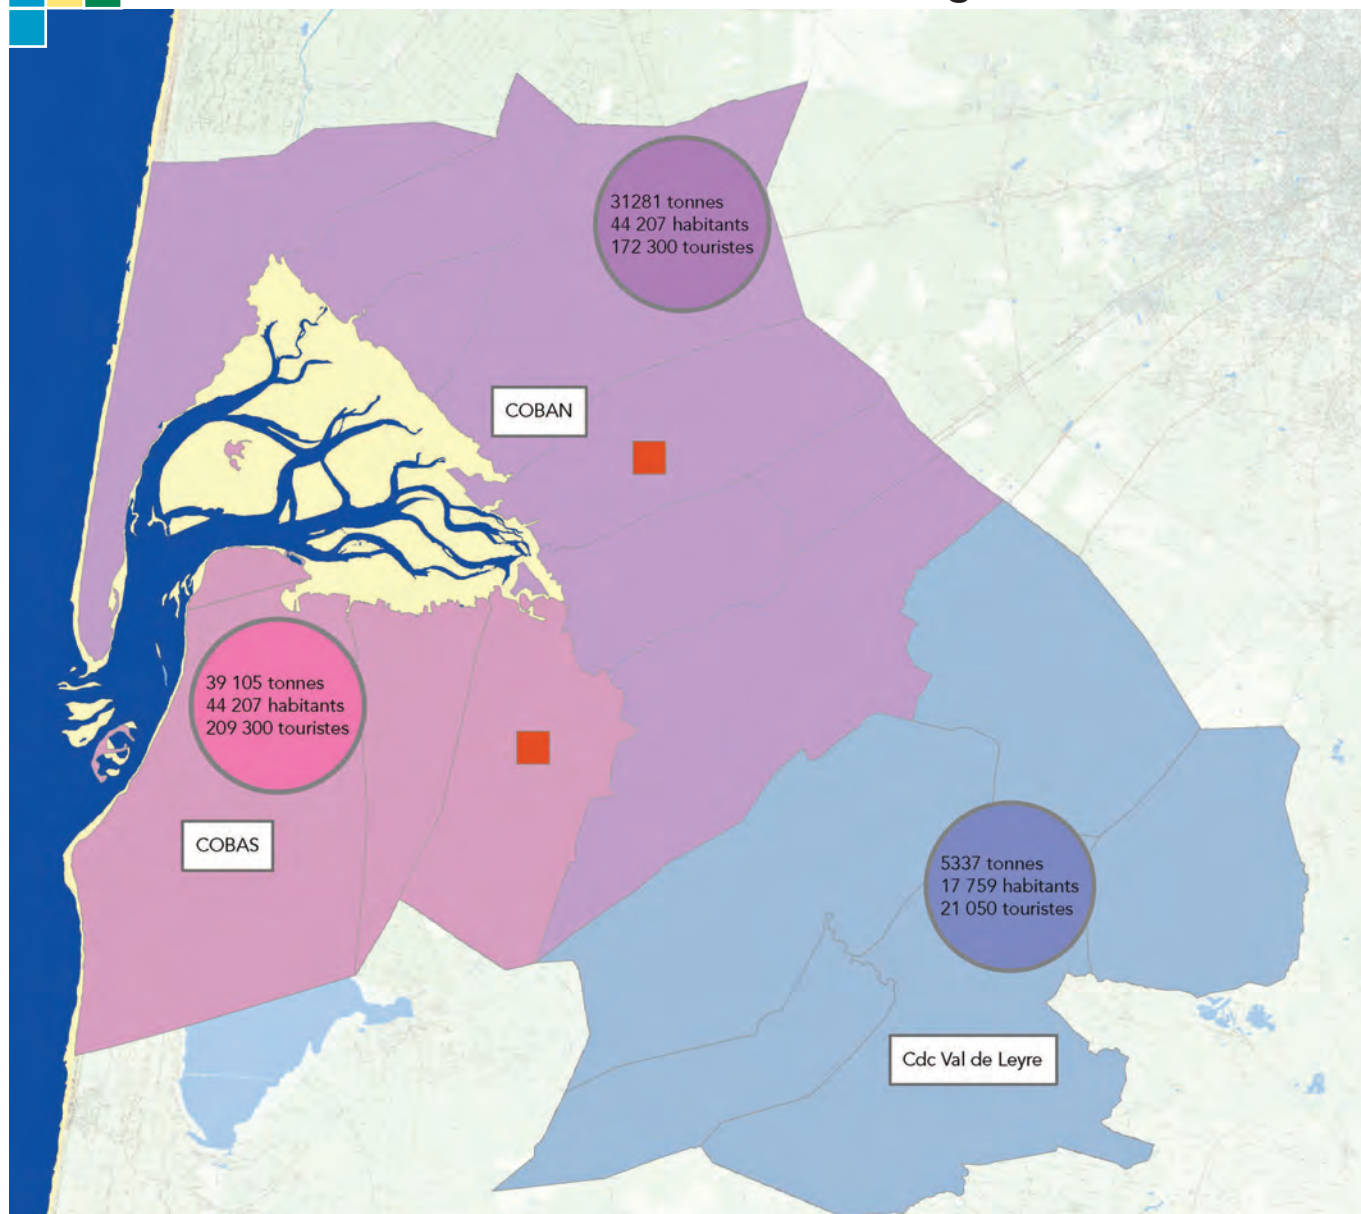 31281 tonnes
44 207 habitants
172 300 touristes
COBAN
39 105 tonnes
44 207 habitants
209 300 touristes
COBAS
5337 tonnes
17 759 habitants
21 050 touristes
Cdc Val de Leyre